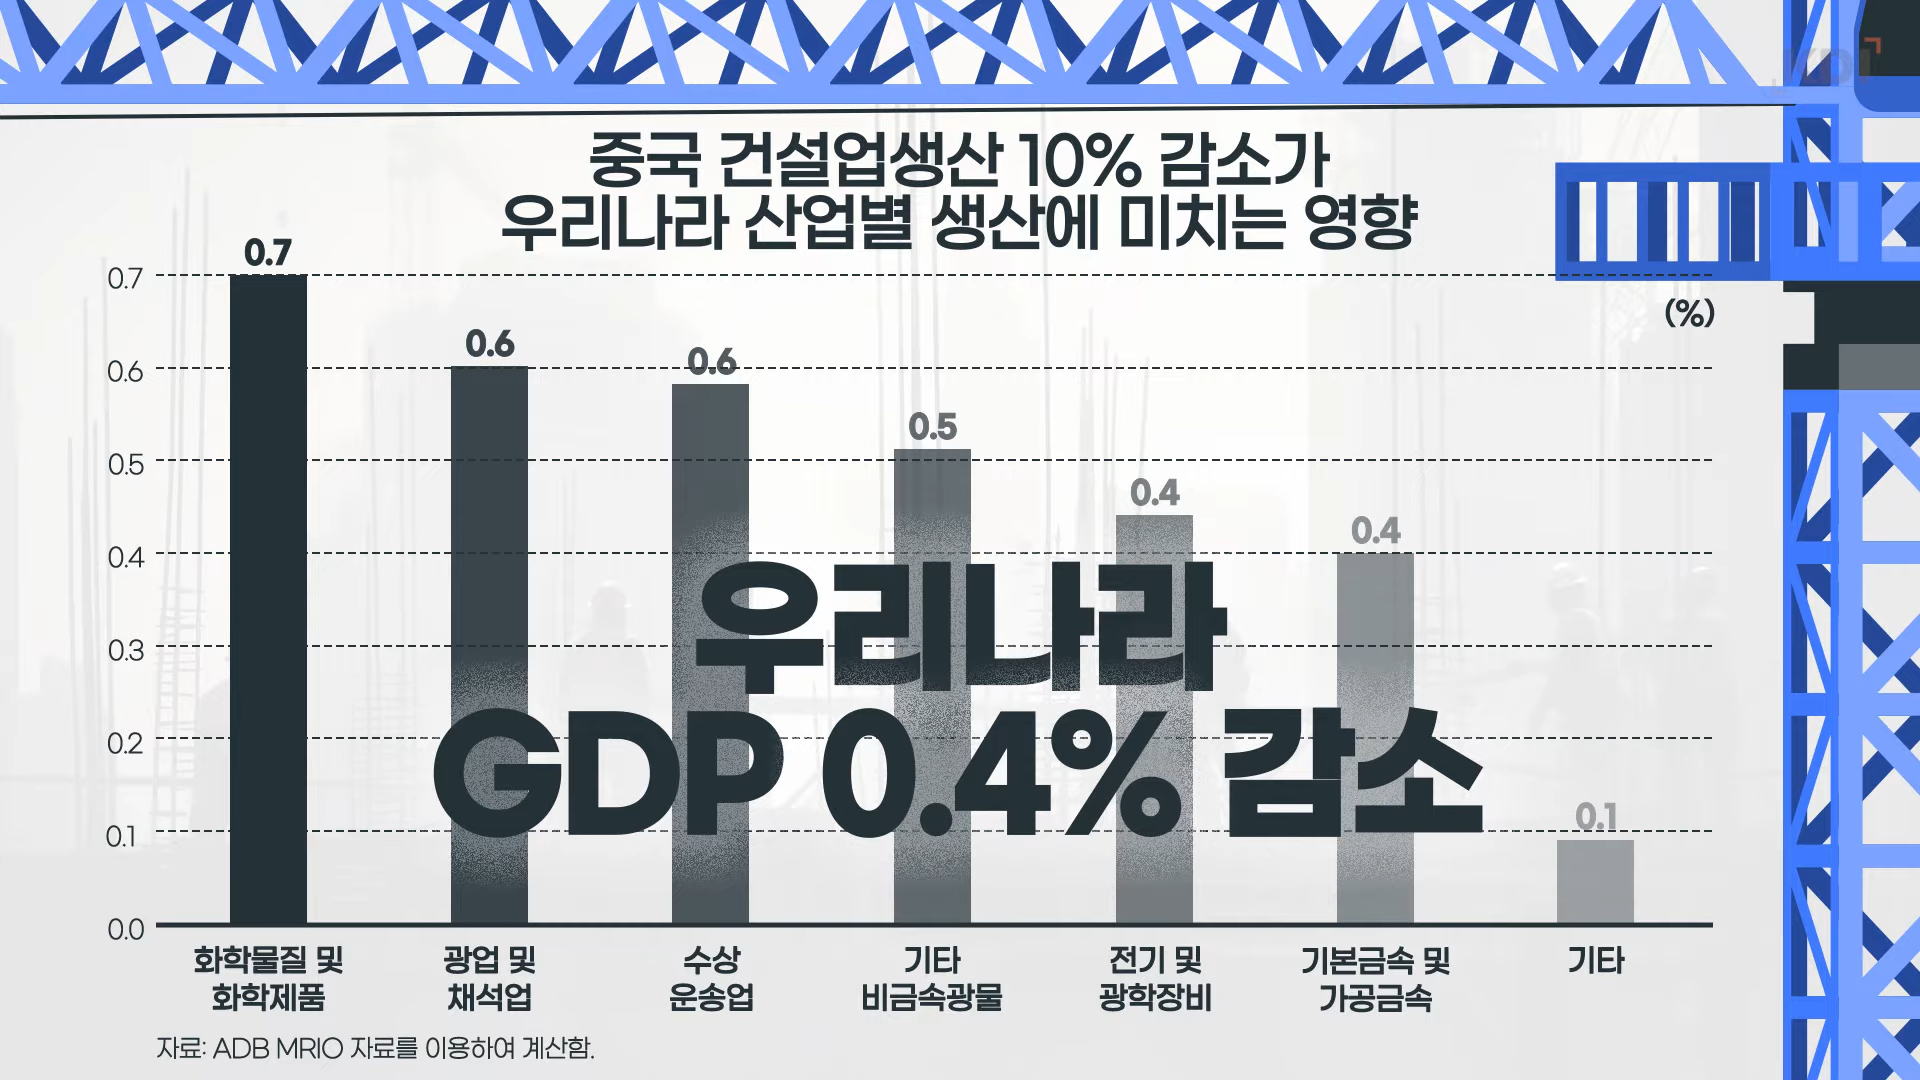 KDI
중국 건설업생산 10% 감소가
우리나라 산업별 생산에 미치는 영향
(%)
0.7
0.6
0.5
0.4
0.3
0.2
0.1
0.0
0.7
0.6
0.6
0.5
0.4
0.4
0.1
우리나라
GDP 0.4% 감소
화학물질 및
화학제품
광업 및
채석업
수상
운송업
기타
비금속광물
전기 및
광학장비
기본금속 및
가공금속
기타
자료: ADB MRIO 자료를 이용하여 계산함.